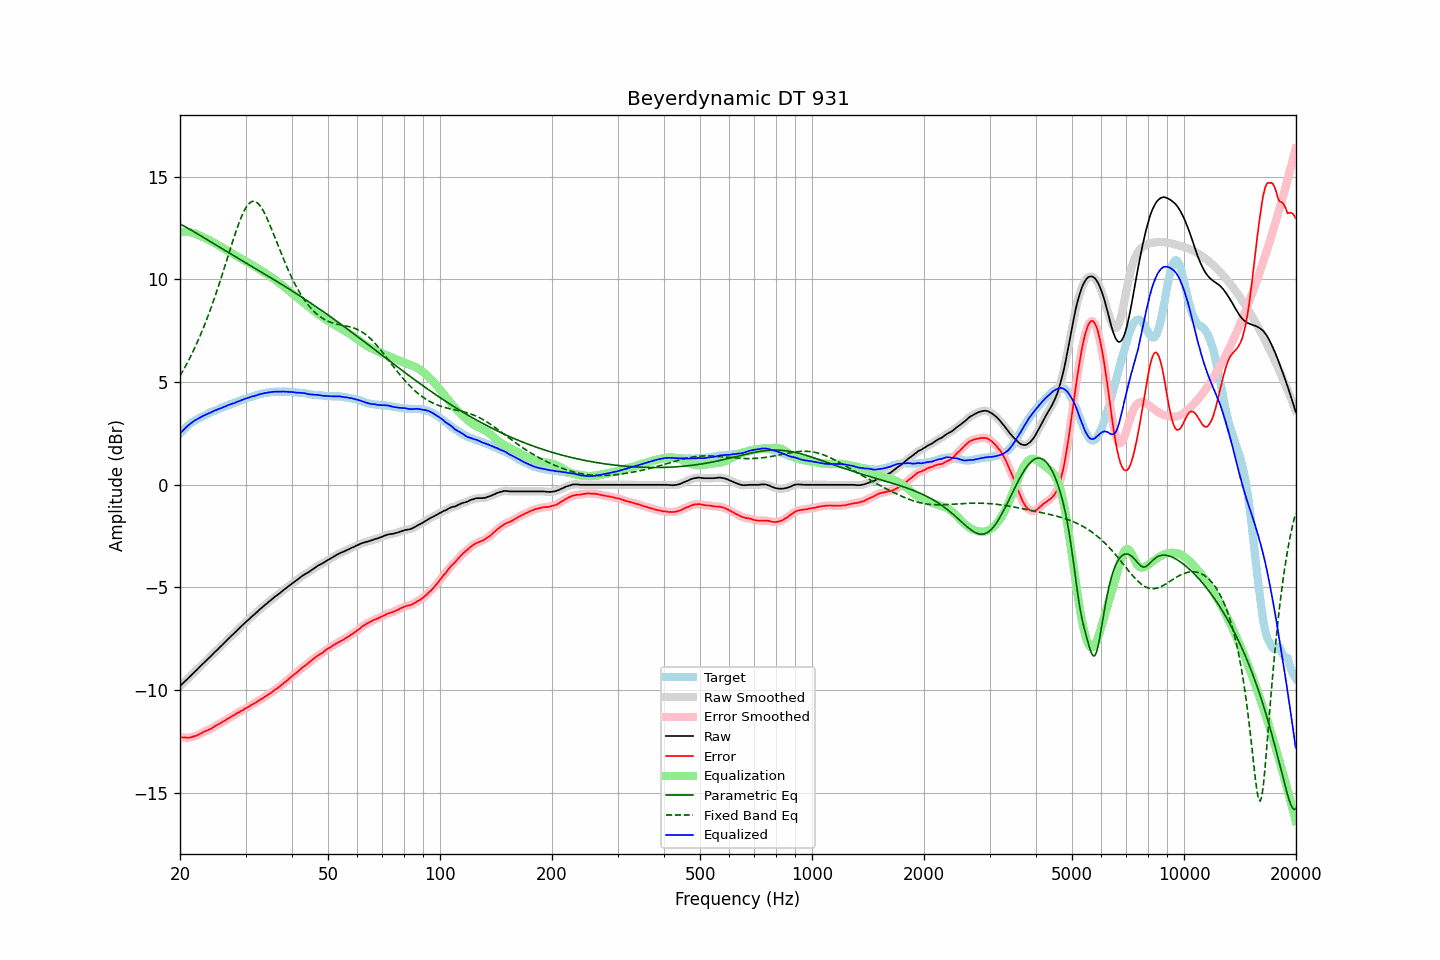 Beyerdynamic DT 931
Amplitude (dBr)
15
10
5
0
−5
−10
−15
Target
Raw Smoothed
Error Smoothed
Raw
Error
Equalization
Parametric Eq
Fixed Band Eq
Equalized
20 50 100 200 500 1000 2000 5000 10000 20000
Frequency (Hz)